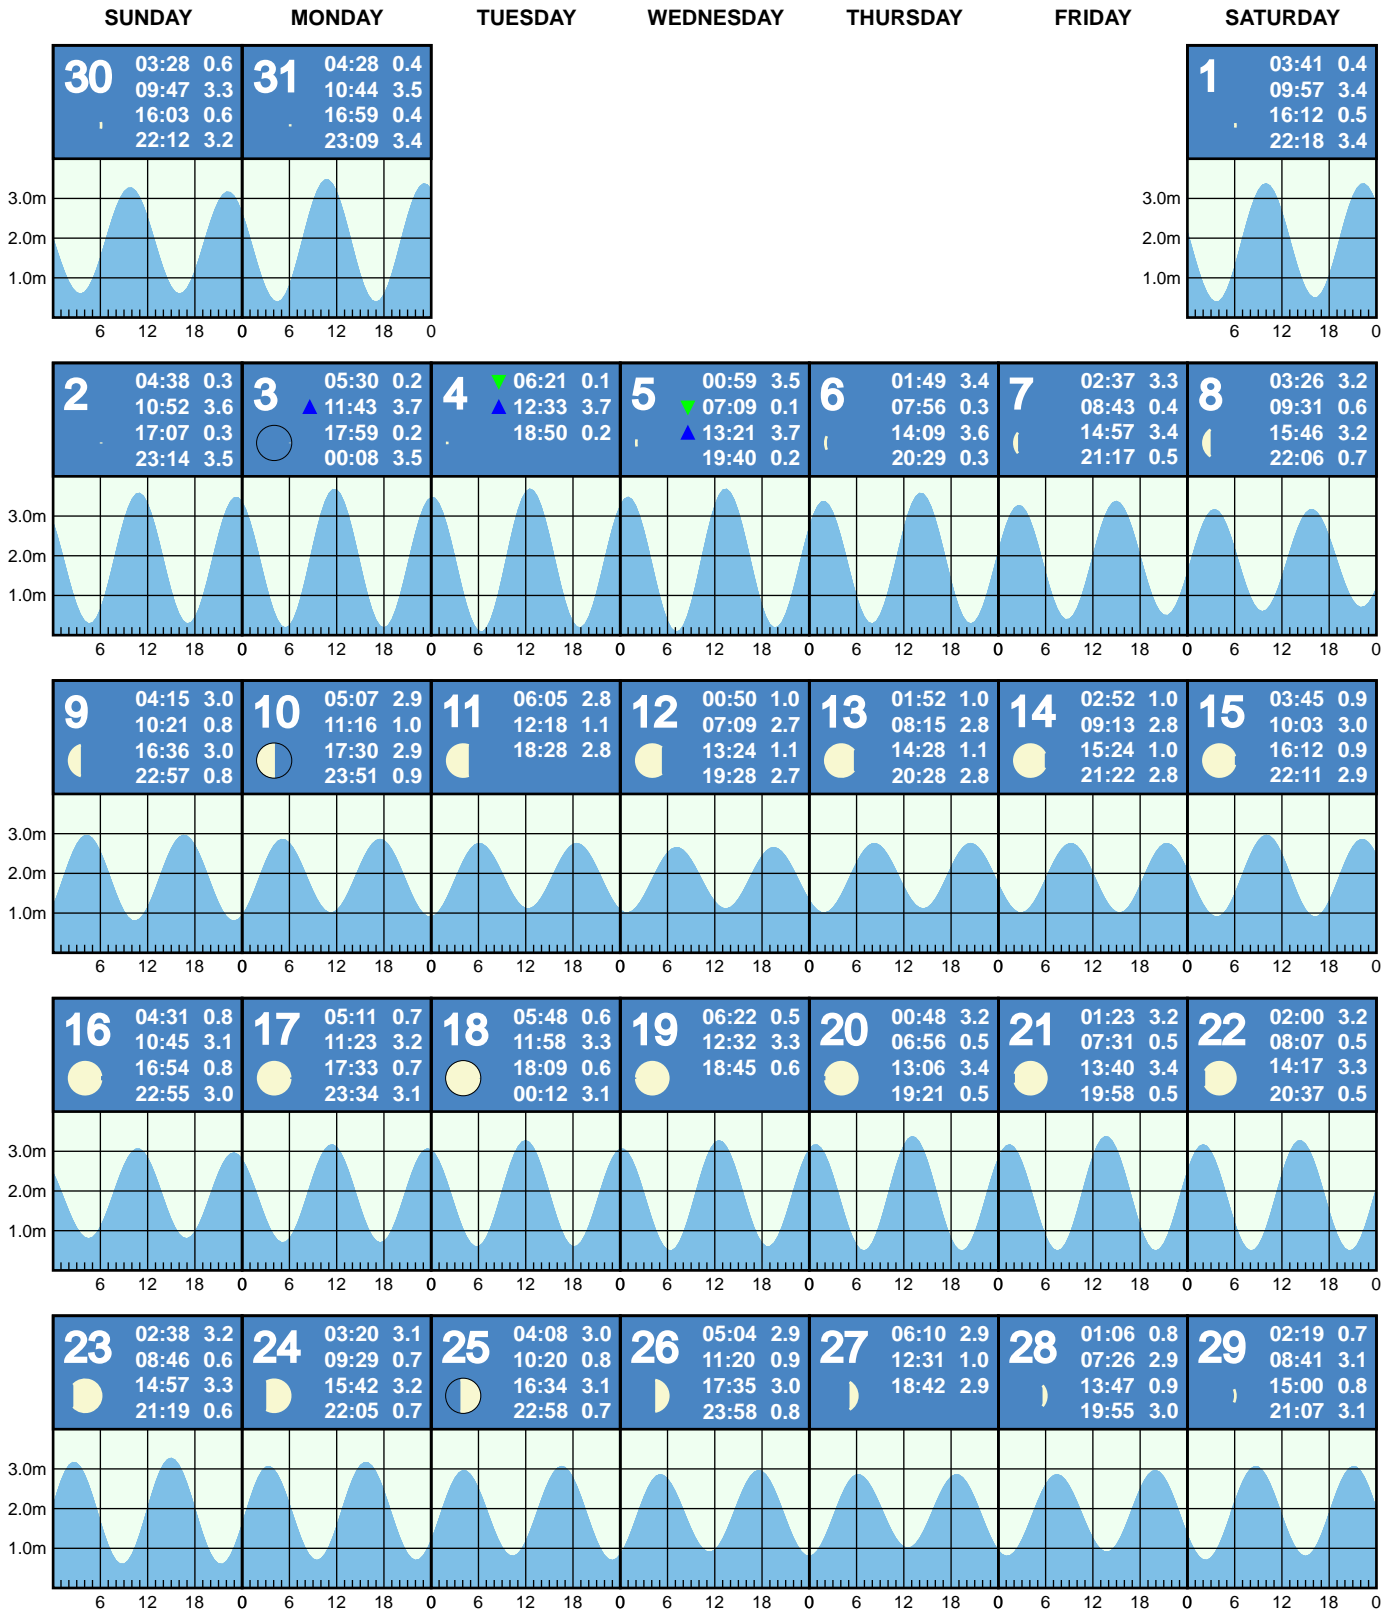 SUNDAY MONDAY TUESDAY WEDNESDAY THURSDAY FRIDAY SATURDAY
30 03:28 0.6
09:47 3.3
16:03 0.6
22:12 3.2
31 04:28 0.4
10:44 3.5
16:59 0.4
23:09 3.4
1 03:41 0.4
09:57 3.4
16:12 0.5
22:18 3.4
3.0m 3.0m
2.0m 2.0m
1.0m 1.0m
6 12 18 0 6 12 18 0 6 12 18 0
2 04:38 0.3
10:52 3.6
17:07 0.3
23:14 3.5
3 05:30 0.2
11:43 3.7
17:59 0.2
00:08 3.5
4 06:21 0.1
12:33 3.7
18:50 0.2
5 00:59 3.5
07:09 0.1
13:21 3.7
19:40 0.2
6 01:49 3.4
07:56 0.3
14:09 3.6
20:29 0.3
7 02:37 3.3
08:43 0.4
14:57 3.4
21:17 0.5
8 03:26 3.2
09:31 0.6
15:46 3.2
22:06 0.7
3.0m
2.0m
1.0m
6 12 18 0 6 12 18 0 6 12 18 0 6 12 18 0 6 12 18 0 6 12 18 0 6 12 18 0
9 04:15 3.0
10:21 0.8
16:36 3.0
22:57 0.8
10 05:07 2.9
11:16 1.0
17:30 2.9
23:51 0.9
11 06:05 2.8
12:18 1.1
18:28 2.8
12 00:50 1.0
07:09 2.7
13:24 1.1
19:28 2.7
13 01:52 1.0
08:15 2.8
14:28 1.1
20:28 2.8
14 02:52 1.0
09:13 2.8
15:24 1.0
21:22 2.8
15 03:45 0.9
10:03 3.0
16:12 0.9
22:11 2.9
3.0m
2.0m
1.0m
6 12 18 0 6 12 18 0 6 12 18 0 6 12 18 0 6 12 18 0 6 12 18 0 6 12 18 0
16 04:31 0.8
10:45 3.1
16:54 0.8
22:55 3.0
17 05:11 0.7
11:23 3.2
17:33 0.7
23:34 3.1
18 05:48 0.6
11:58 3.3
18:09 0.6
00:12 3.1
19 06:22 0.5
12:32 3.3
18:45 0.6
20 00:48 3.2
06:56 0.5
13:06 3.4
19:21 0.5
21 01:23 3.2
07:31 0.5
13:40 3.4
19:58 0.5
22 02:00 3.2
08:07 0.5
14:17 3.3
20:37 0.5
3.0m
2.0m
1.0m
6 12 18 0 6 12 18 0 6 12 18 0 6 12 18 0 6 12 18 0 6 12 18 0 6 12 18 0
23 02:38 3.2
08:46 0.6
14:57 3.3
21:19 0.6
24 03:20 3.1
09:29 0.7
15:42 3.2
22:05 0.7
25 04:08 3.0
10:20 0.8
16:34 3.1
22:58 0.7
26 05:04 2.9
11:20 0.9
17:35 3.0
23:58 0.8
27 06:10 2.9
12:31 1.0
18:42 2.9
28 01:06 0.8
07:26 2.9
13:47 0.9
19:55 3.0
29 02:19 0.7
08:41 3.1
15:00 0.8
21:07 3.1
3.0m
2.0m
1.0m
6 12 18 0 6 12 18 0 6 12 18 0 6 12 18 0 6 12 18 0 6 12 18 0 6 12 18 0